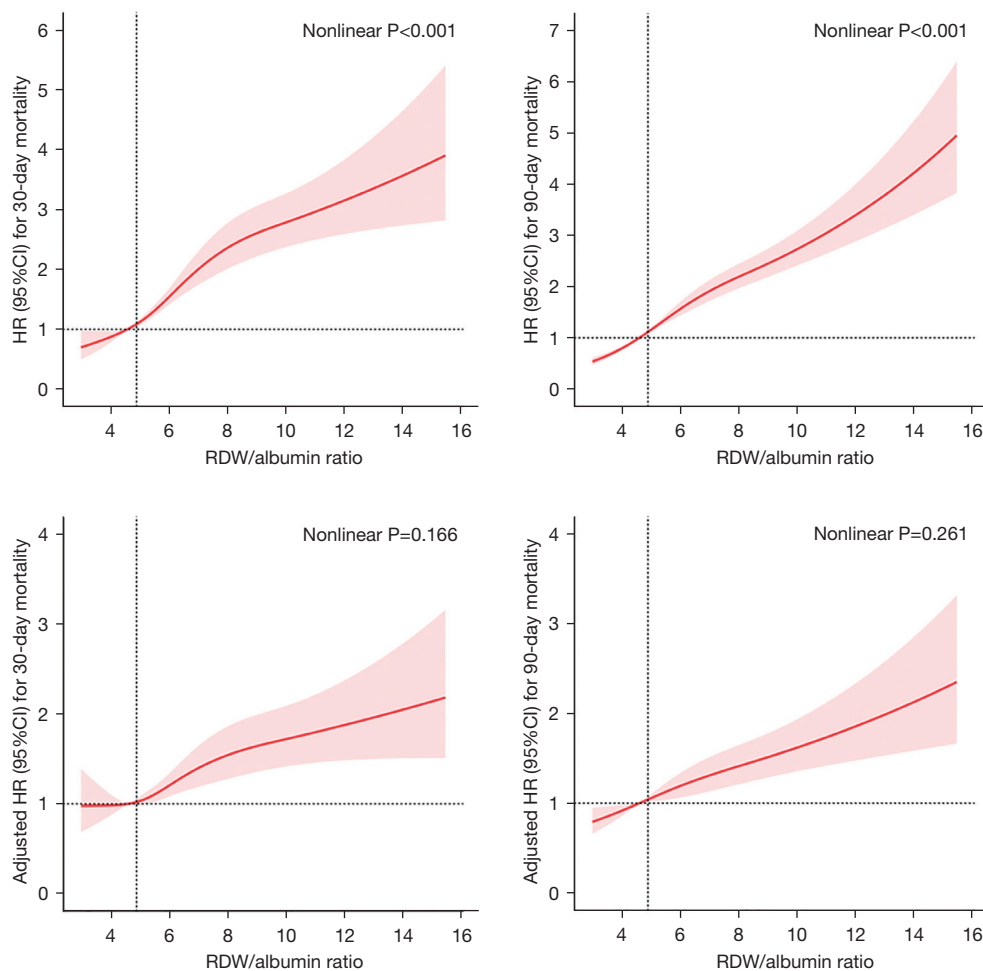 Nonlinear P<0.001
HR (95%CI) for 30-day mortality
6
5
4
3
2
1
0
4 6 8 10 12 14 16
RDW/albumin ratio
Nonlinear P<0.001
HR (95%CI) for 90-day mortality
7
6
5
4
3
2
1
0
4 6 8 10 12 14 16
RDW/albumin ratio
Nonlinear P=0.166
Adjusted HR (95%CI) for 30-day mortality
4
3
2
1
0
4 6 8 10 12 14 16
RDW/albumin ratio
Nonlinear P=0.261
Adjusted HR (95%CI) for 90-day mortality
4
3
2
1
0
4 6 8 10 12 14 16
RDW/albumin ratio